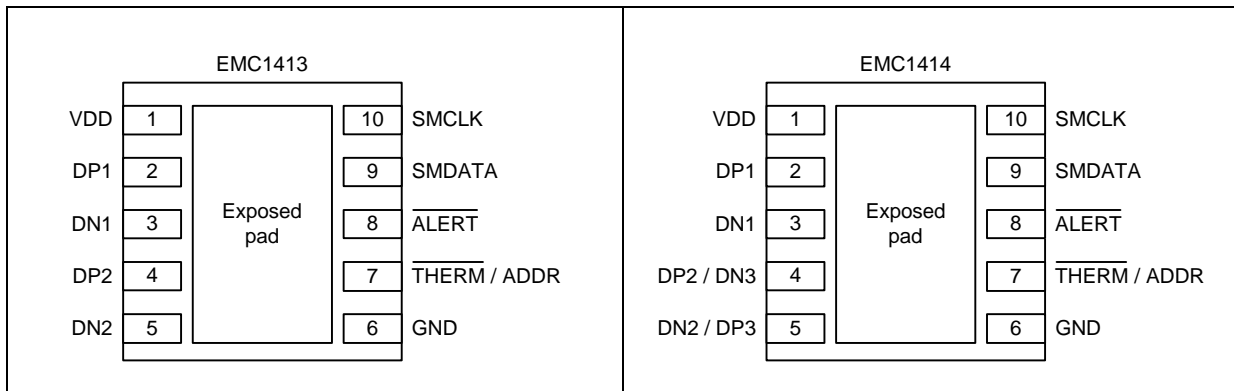 EMC1413
VDD 1 10 SMCLK
DP1 2 9 SMDATA
DN1 3 Exposed pad 8 ALERT
DP2 4 7 THERM / ADDR
DN2 5 6 GND
EMC1414
VDD 1 10 SMCLK
DP1 2 9 SMDATA
DN1 3 Exposed pad 8 ALERT
DP2 / DN3 4 7 THERM / ADDR
DN2 / DP3 5 6 GND